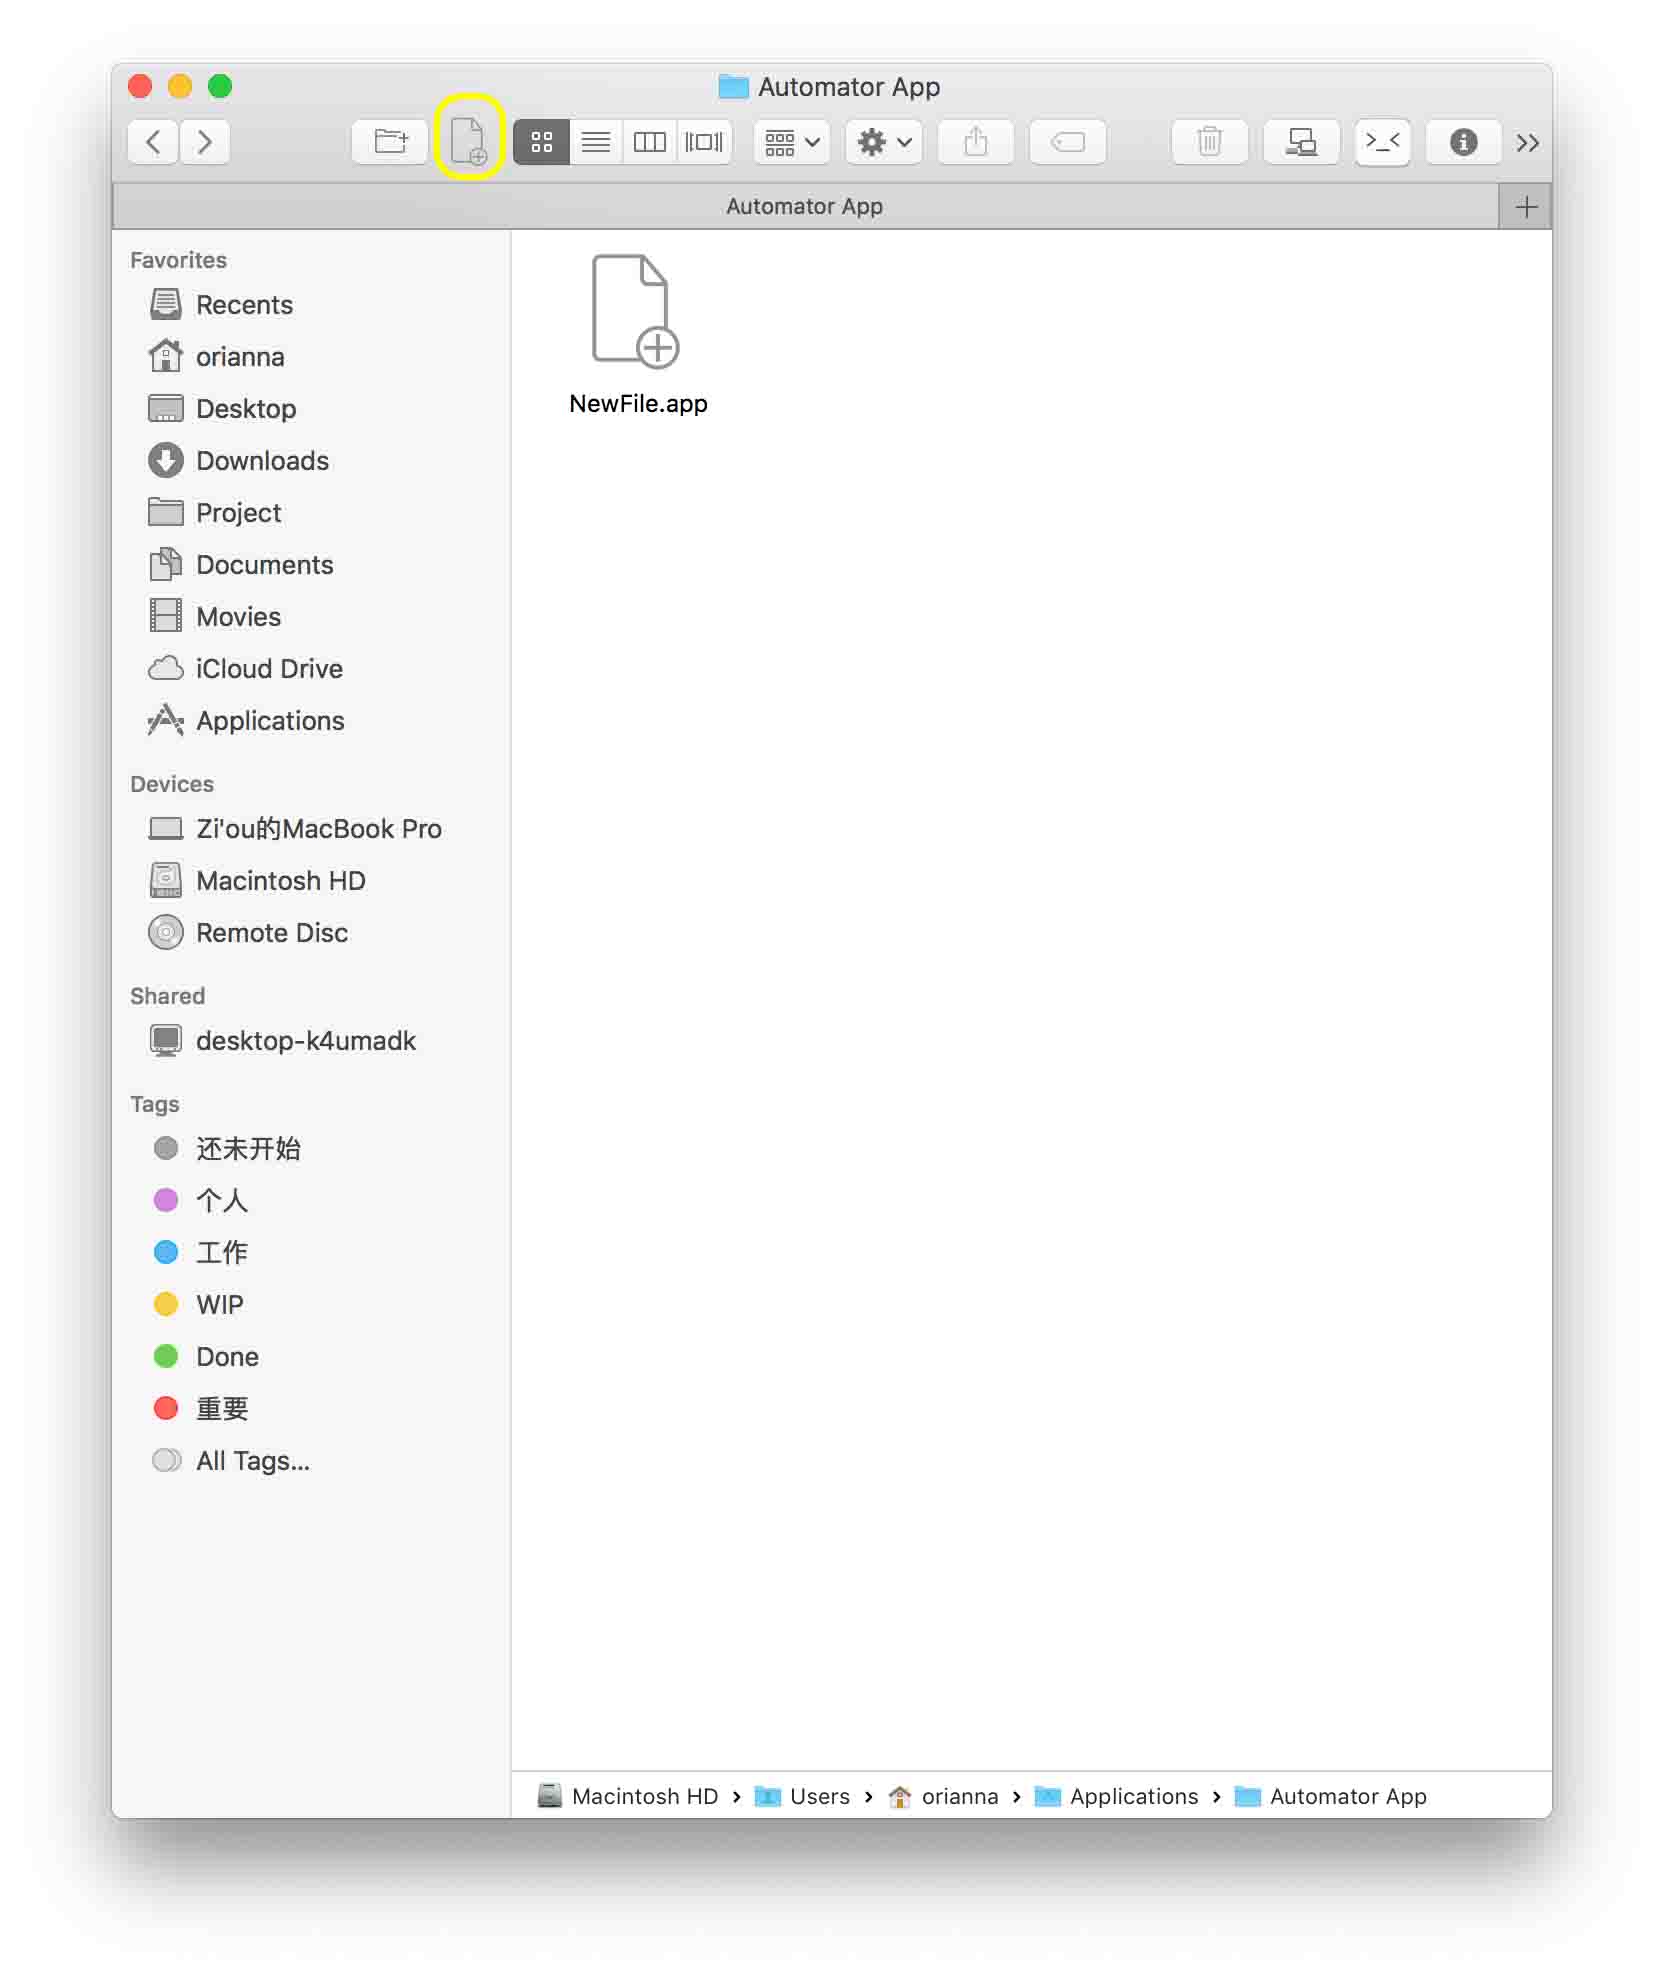 Automator App
>_<
Automator App
Favorites
Recents
orianna
Desktop
Downloads
Project
Documents
Movies
iCloud Drive
Applications
Devices
Zi'ou的MacBook Pro
Macintosh HD
Remote Disc
Shared
desktop-k4umadk
Tags
还未开始
个人
工作
WIP
Done
重要
All Tags...
NewFile.app
Macintosh HD › Users › orianna › Applications › Automator App